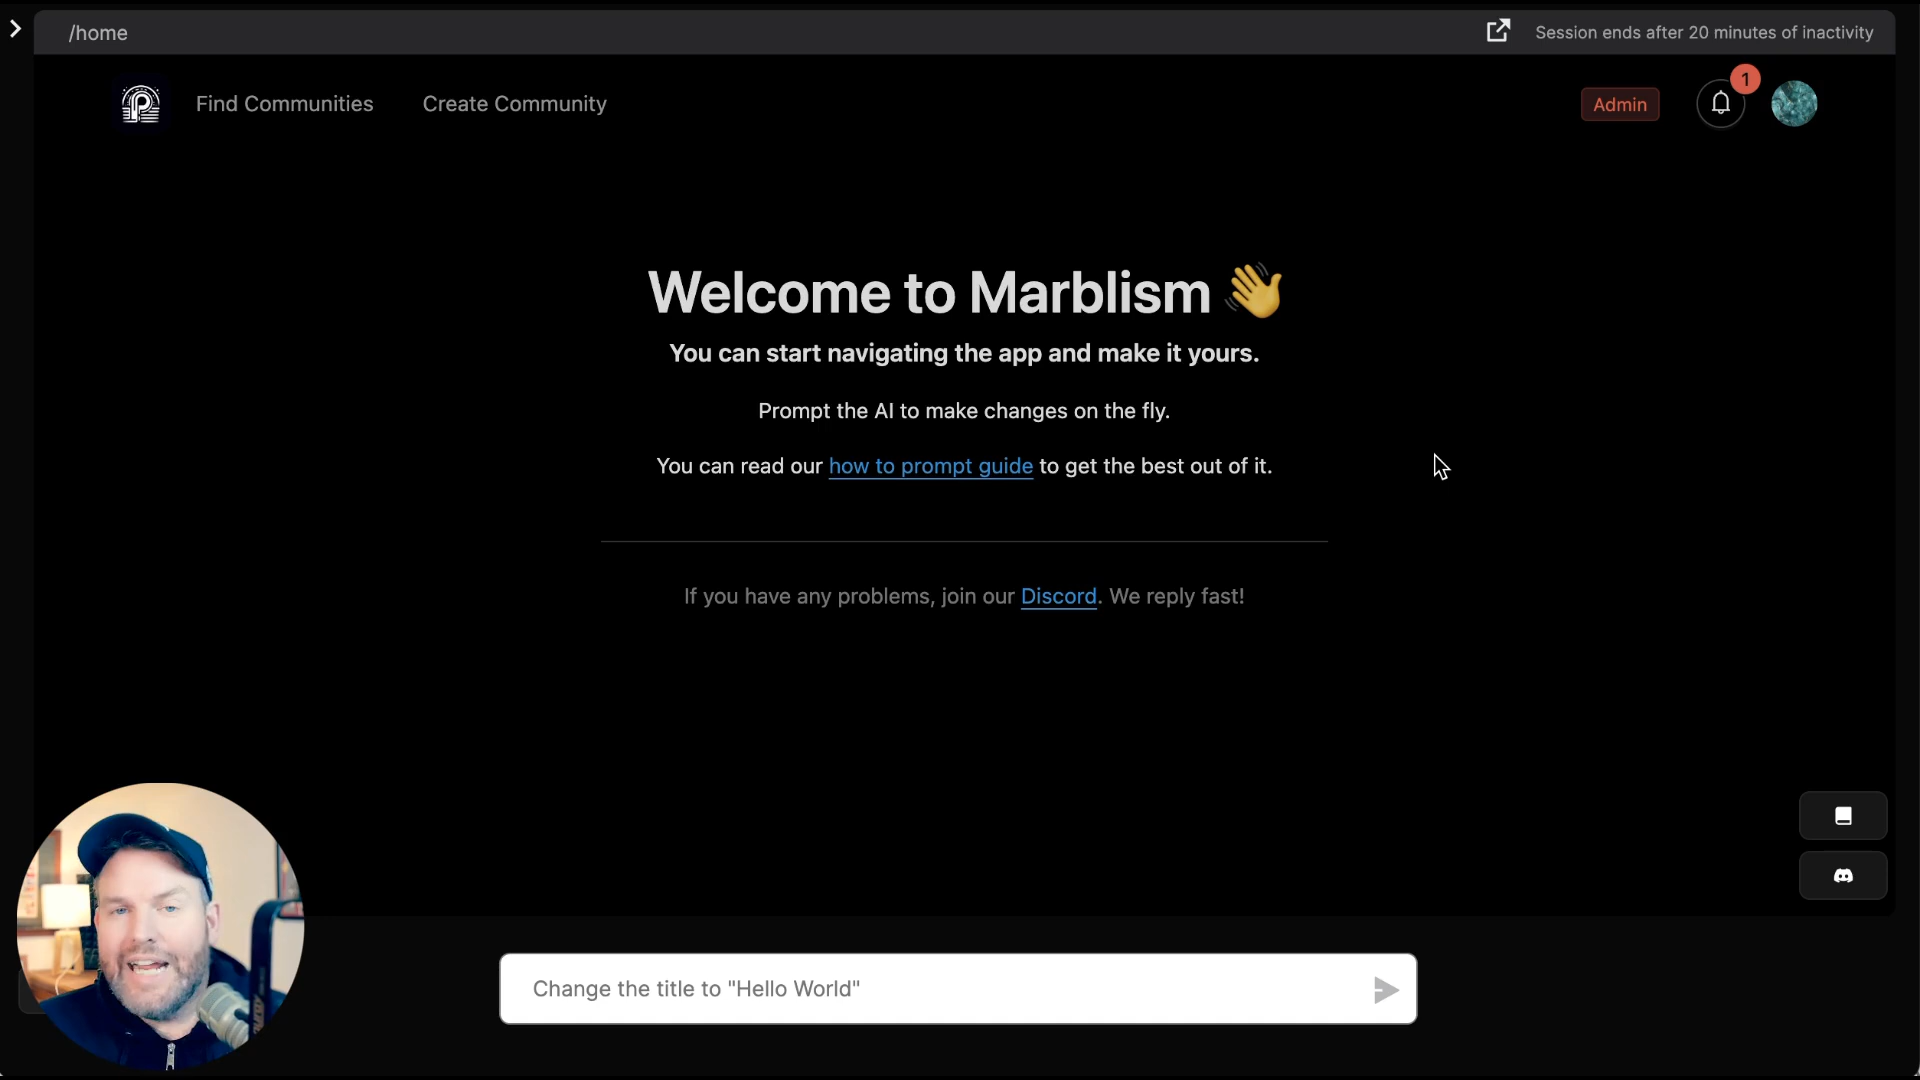 /home
Session ends after 20 minutes of inactivity
Find Communities
Create Community
Admin
1
Welcome to Marblism 👋
You can start navigating the app and make it yours.
Prompt the AI to make changes on the fly.
You can read our how to prompt guide to get the best out of it.
If you have any problems, join our Discord. We reply fast!
Change the title to "Hello World"